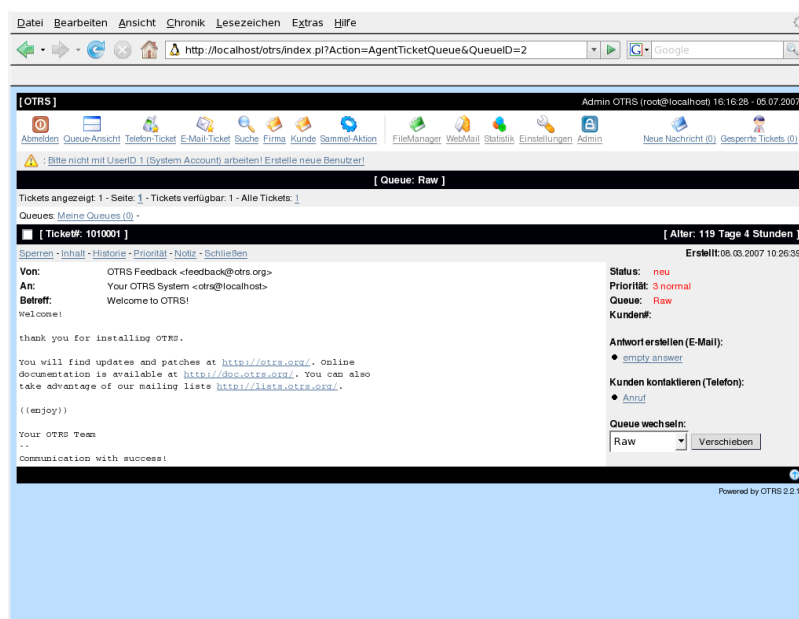 Datei Bearbeiten Ansicht Chronik Lesezeichen Extras Hilfe
http://localhost/otrs/index.pl?Action=AgentTicketQueue&QueueID=2
G Google
[ OTRS ] Admin OTRS (root@localhost) 16:16:28 - 05.07.2007
Abmelden Queue-Ansicht Telefon-Ticket E-Mail-Ticket Suche Firma Kunde Sammel-Aktion FileManager WebMail Statistik Einstellungen Admin Neue Nachricht (0) Gesperrte Tickets (0)
: Bitte nicht mit UserID 1 (System Account) arbeiten! Erstelle neue Benutzer!
[ Queue: Raw ]
Tickets angezeigt: 1 - Seite: 1 - Tickets verfügbar: 1 - Alle Tickets: 1
Queues: Meine Queues (0) -
[ Ticket#: 1010001 ] [ Alter: 119 Tage 4 Stunden ]
Sperren - Inhalt - Historie - Priorität - Notiz - Schließen Erstellt: 08.03.2007 10:26:39
Von: OTRS Feedback <feedback@otrs.org>
An: Your OTRS System <otrs@localhost>
Betreff: Welcome to OTRS!
Welcome!
thank you for installing OTRS.
You will find updates and patches at http://otrs.org/. Online
documentation is available at http://doc.otrs.org/. You can also
take advantage of our mailing lists http://lists.otrs.org/.
((enjoy))
Your OTRS Team
--
Communication with success!
Status: neu
Priorität: 3 normal
Queue: Raw
Kunden#:
Antwort erstellen (E-Mail):
empty answer
Kunden kontaktieren (Telefon):
Anruf
Queue wechseln:
Raw Verschieben
Powered by OTRS 2.2.1